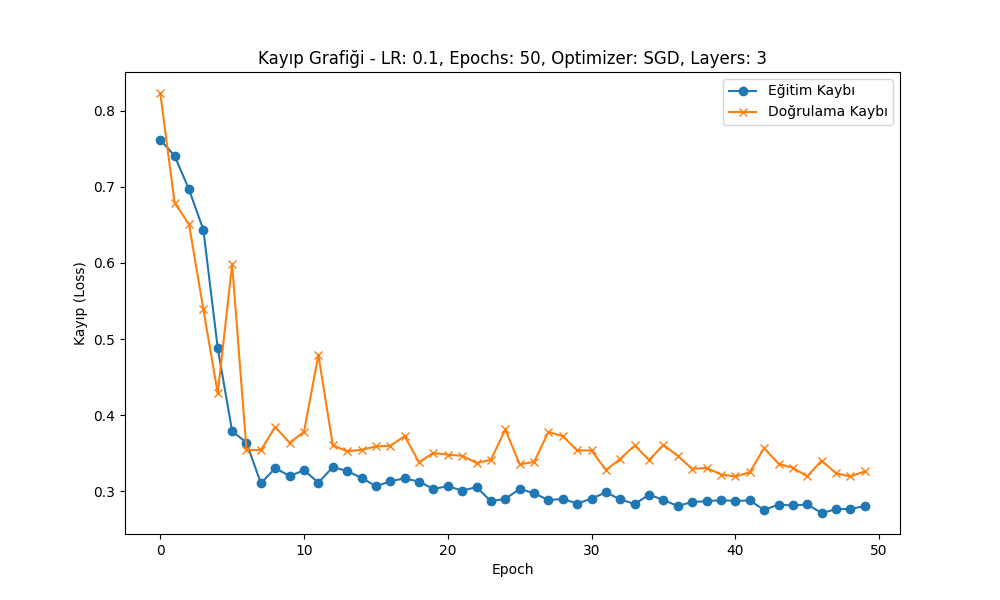 Kayıp Grafiği - LR: 0.1, Epochs: 50, Optimizer: SGD, Layers: 3
Eğitim Kaybı
Doğrulama Kaybı
Kayıp (Loss)
0.8
0.7
0.6
0.5
0.4
0.3
0
10
20
30
40
50
Epoch